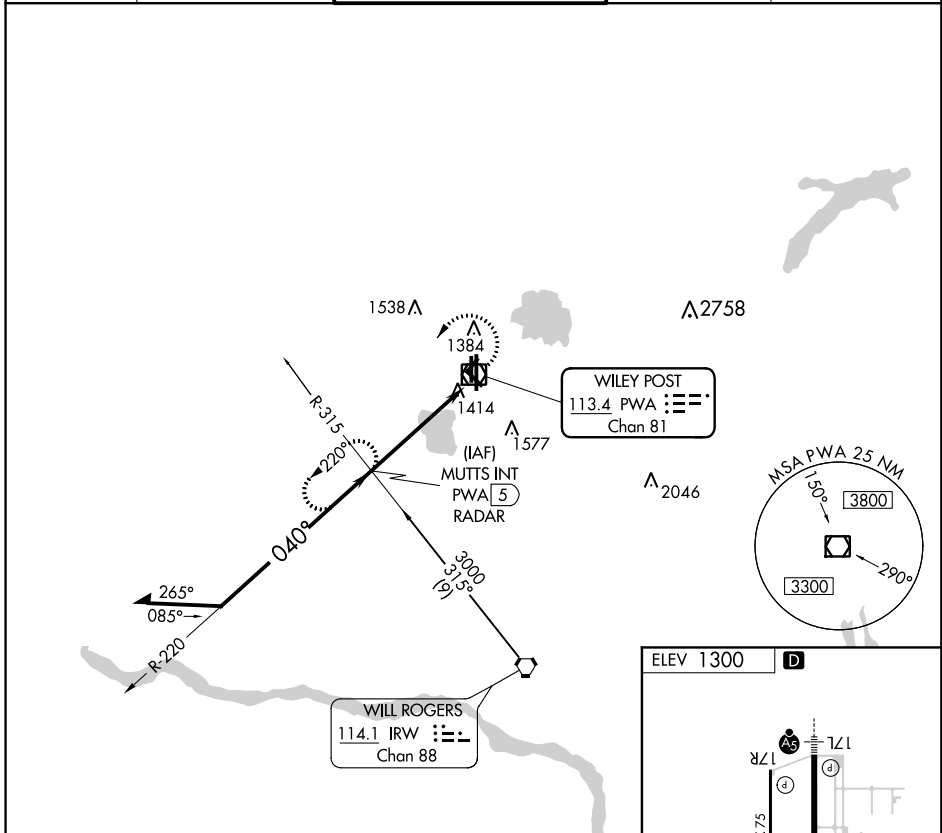 1538
2758
1384
WILEY POST
113.4 PWA
Chan 81
1414
R-315
1577
(IAF)
MUTTS INT
PWA 5
RADAR
220°
2046
MSA PWA 25 NM
150°
3800
290°
3300
040°
3000
315°
(9)
265°
085°
R-220
WILL ROGERS
114.1 IRW
Chan 88
ELEV 1300 D
A5
17R
17L
P
P